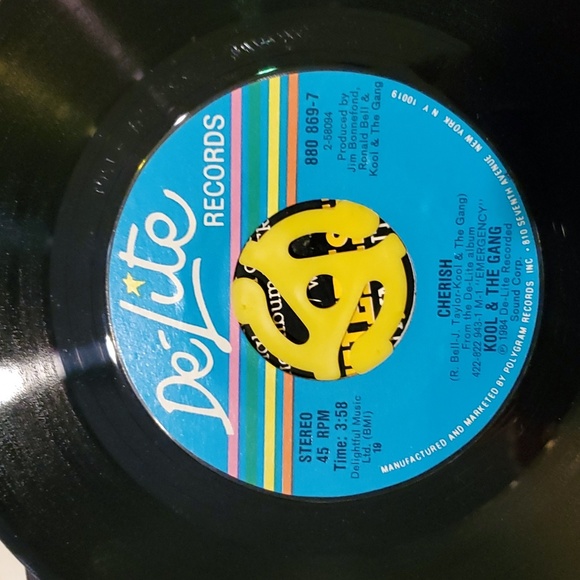 De-Lite
RECORDS
880 869-7
2-58094
Produced by
Jim Bonnefond,
Ronald Bell &
Kool & The Gang
STEREO
45 RPM
Time: 3:58
Delightful Music
Ltd. (BMI)
19
CHERISH
(R. Bell-J. Taylor-Kool & The Gang)
From the De-Lite album
422-822-943-1 M-1 "EMERGENCY"
KOOL & THE GANG
℗ 1984 De-Lite Recorded
Sound Corp.
MANUFACTURED AND MARKETED BY POLYGRAM RECORDS INC • 810 SEVENTH AVENUE NEW YORK N Y 10019